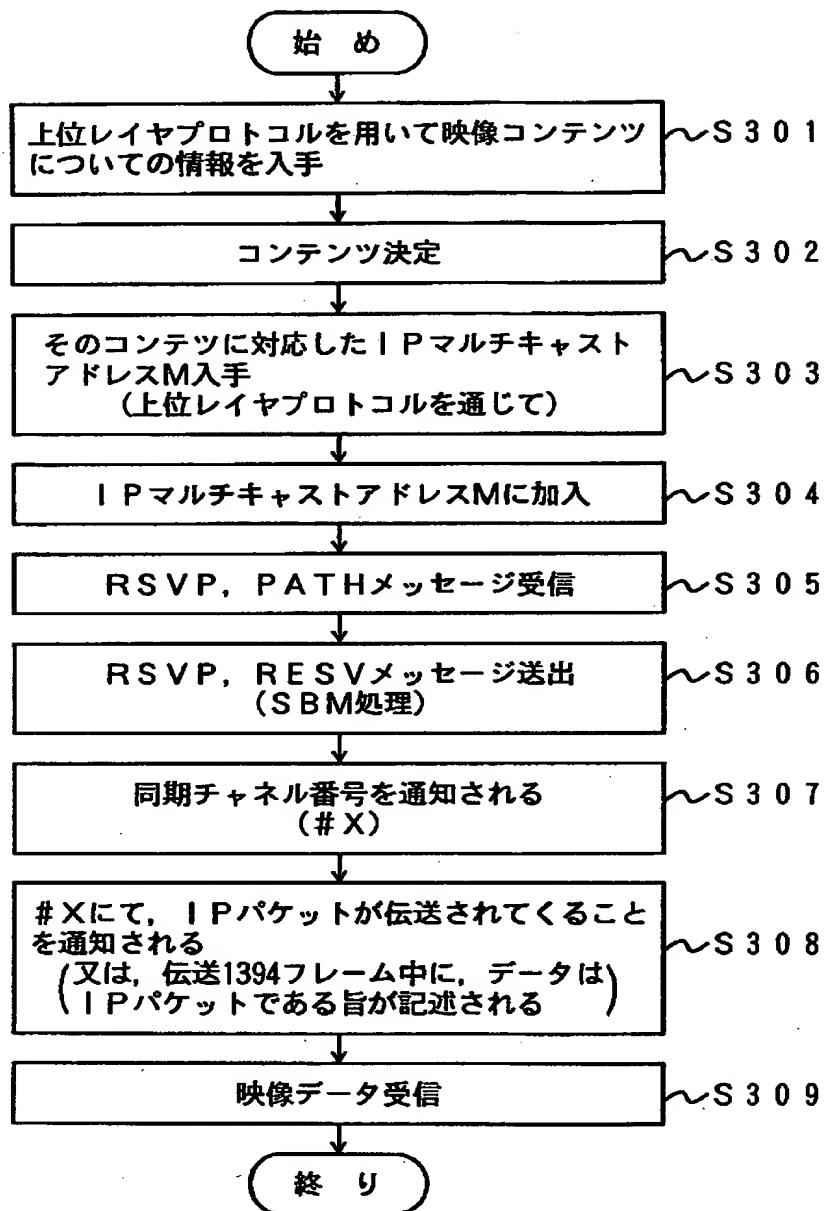 始 め
上位レイヤプロトコルを用いて映像コンテンツ
についての情報を入手
S301
コンテンツ決定
S302
そのコンテツに対応したIPマルチキャスト
アドレスM入手
(上位レイヤプロトコルを通じて)
S303
IPマルチキャストアドレスMに加入
S304
RSVP, PATHメッセージ受信
S305
RSVP, RESVメッセージ送出
(SBM処理)
S306
同期チャネル番号を通知される
(#X)
S307
#Xにて, IPパケットが伝送されてくること
を通知される
(又は, 伝送1394フレーム中に, データは
IPパケットである旨が記述される)
S308
映像データ受信
S309
終 り